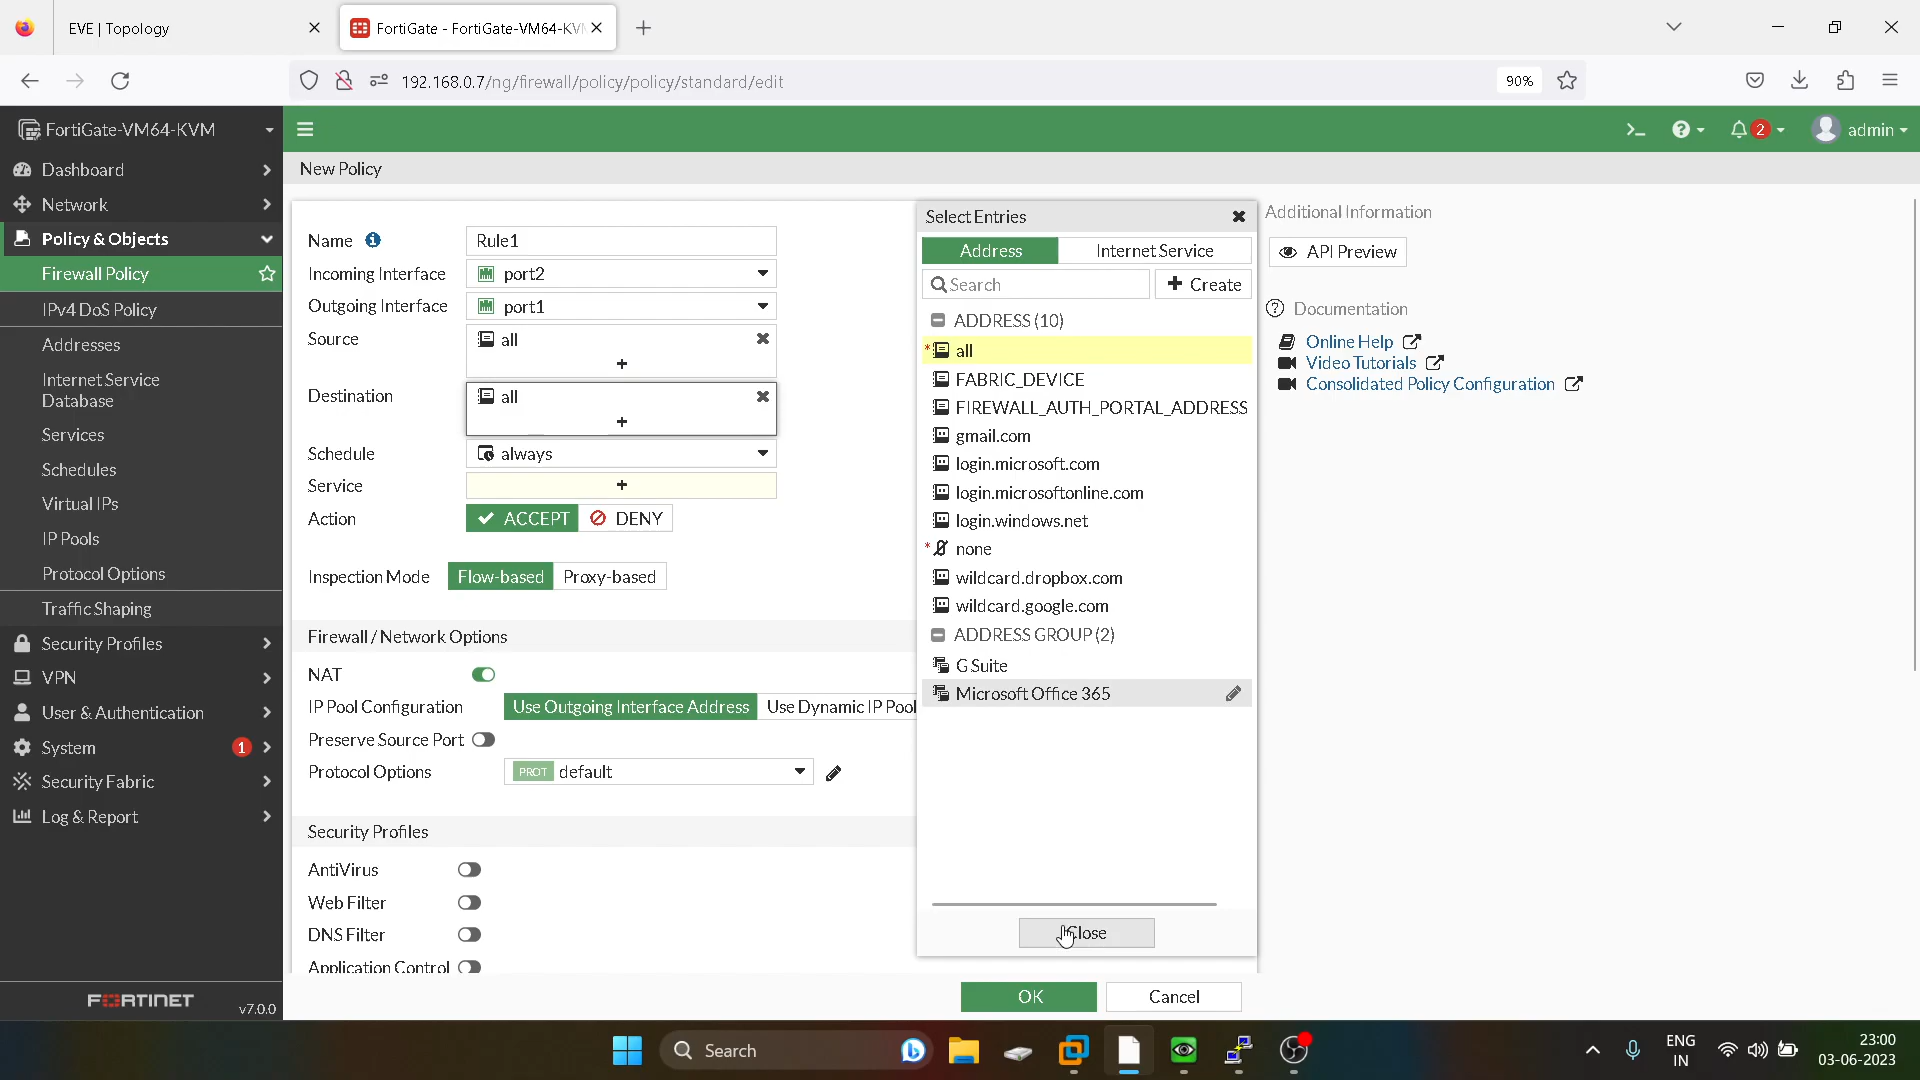 EVE | Topology
FortiGate - FortiGate-VM64-KVM
192.168.0.7/ng/firewall/policy/policy/standard/edit
90%
FortiGate-VM64-KVM
2
admin
Dashboard
Network
Policy & Objects
Firewall Policy
IPv4 DoS Policy
Addresses
Internet Service
Database
Services
Schedules
Virtual IPs
IP Pools
Protocol Options
Traffic Shaping
Security Profiles
VPN
User & Authentication
System
1
Security Fabric
Log & Report
FORTINET
v7.0.0
New Policy
Name
Rule1
Incoming Interface
port2
Outgoing Interface
port1
Source
all
+
Destination
all
+
Schedule
always
Service
+
Action
ACCEPT
DENY
Inspection Mode
Flow-based
Proxy-based
Firewall / Network Options
NAT
IP Pool Configuration
Use Outgoing Interface Address
Use Dynamic IP Pool
Preserve Source Port
Protocol Options
PROT default
Security Profiles
AntiVirus
Web Filter
DNS Filter
Application Control
Select Entries
Address
Internet Service
Search
+ Create
ADDRESS (10)
* all
FABRIC_DEVICE
FIREWALL_AUTH_PORTAL_ADDRESS
gmail.com
login.microsoft.com
login.microsoftonline.com
login.windows.net
* none
wildcard.dropbox.com
wildcard.google.com
ADDRESS GROUP (2)
G Suite
Microsoft Office 365
Close
OK
Cancel
Additional Information
API Preview
Documentation
Online Help
Video Tutorials
Consolidated Policy Configuration
Search
ENG
IN
23:00
03-06-2023